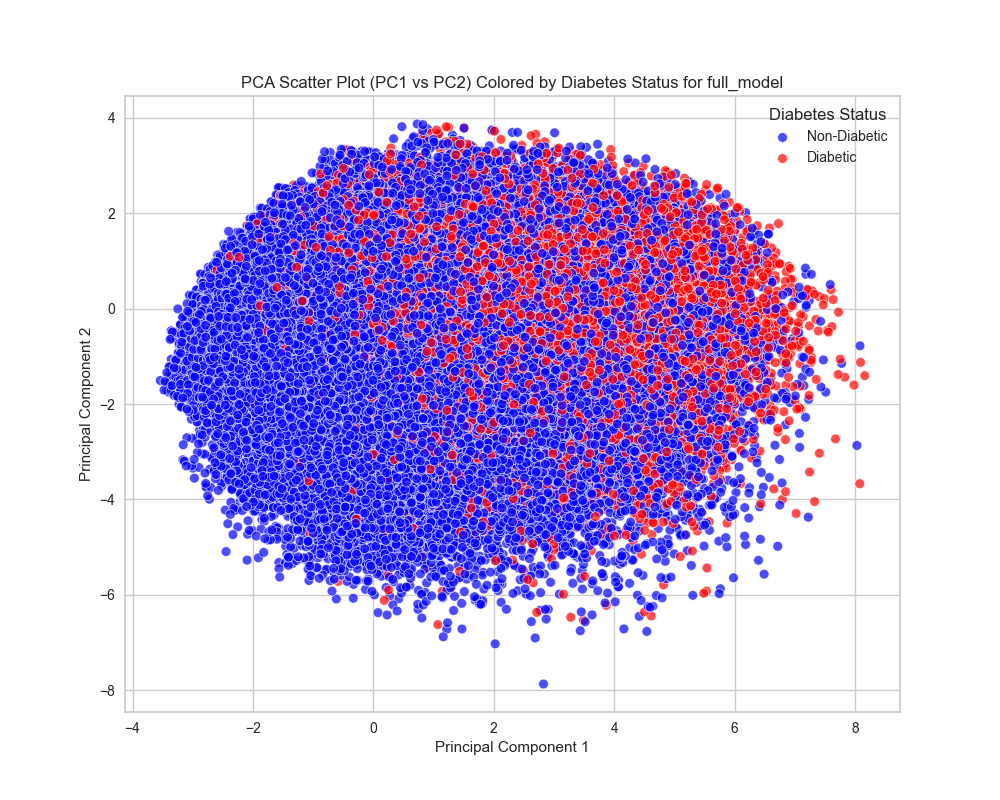 PCA Scatter Plot (PC1 vs PC2) Colored by Diabetes Status for full_model
Diabetes Status
Non-Diabetic
Diabetic
4
2
0
−2
−4
−6
−8
Principal Component 2
−4
−2
0
2
4
6
8
Principal Component 1